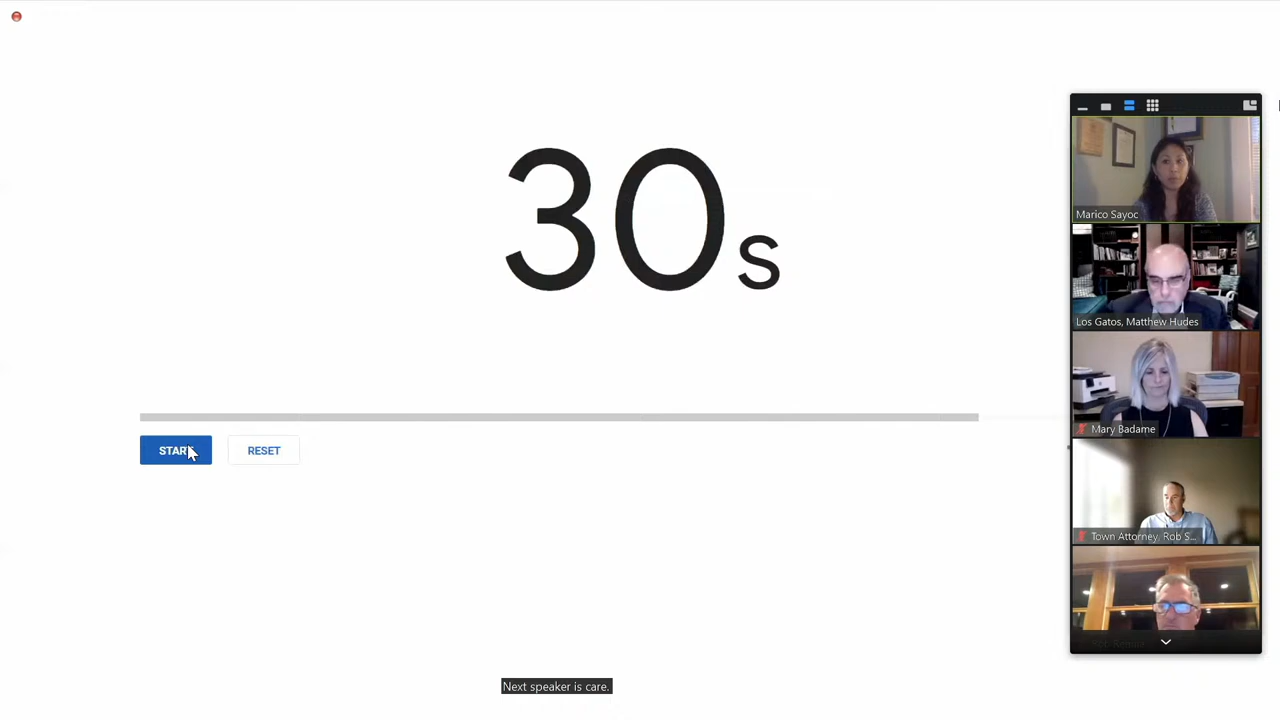 30s
START
RESET
Marico Sayoc
Los Gatos, Matthew Hudes
Mary Badame
Town Attorney, Rob S...
Next speaker is care.